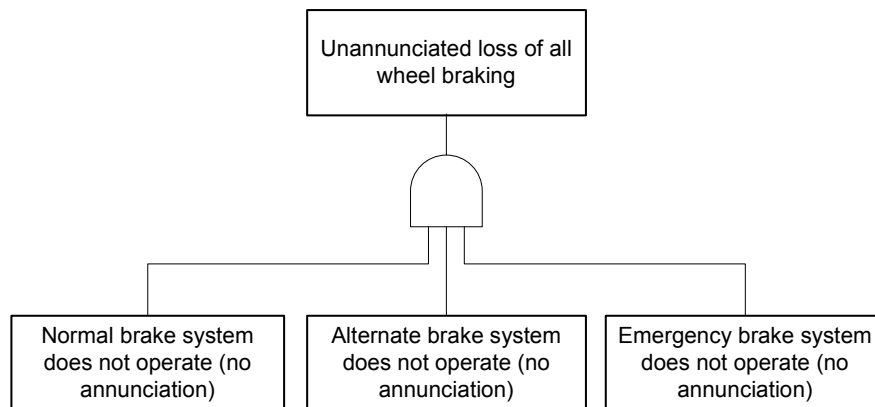 Unannunciated loss of all
wheel braking
Normal brake system
does not operate (no
annunciation)
Alternate brake system
does not operate (no
annunciation)
Emergency brake system
does not operate (no
annunciation)